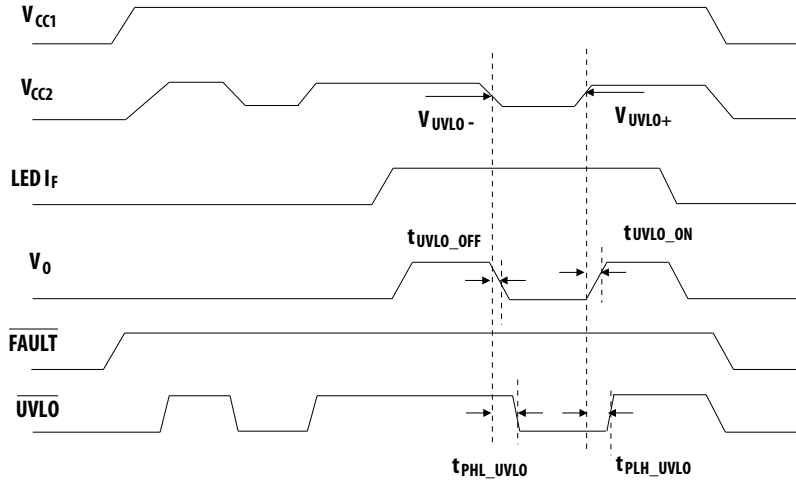 VCC1
VCC2
VUVLO - VUVLO+
LED IF
tUVLO_OFF tUVLO_ON
VO
FAULT
UVLO
tPHL_UVLO tPLH_UVLO